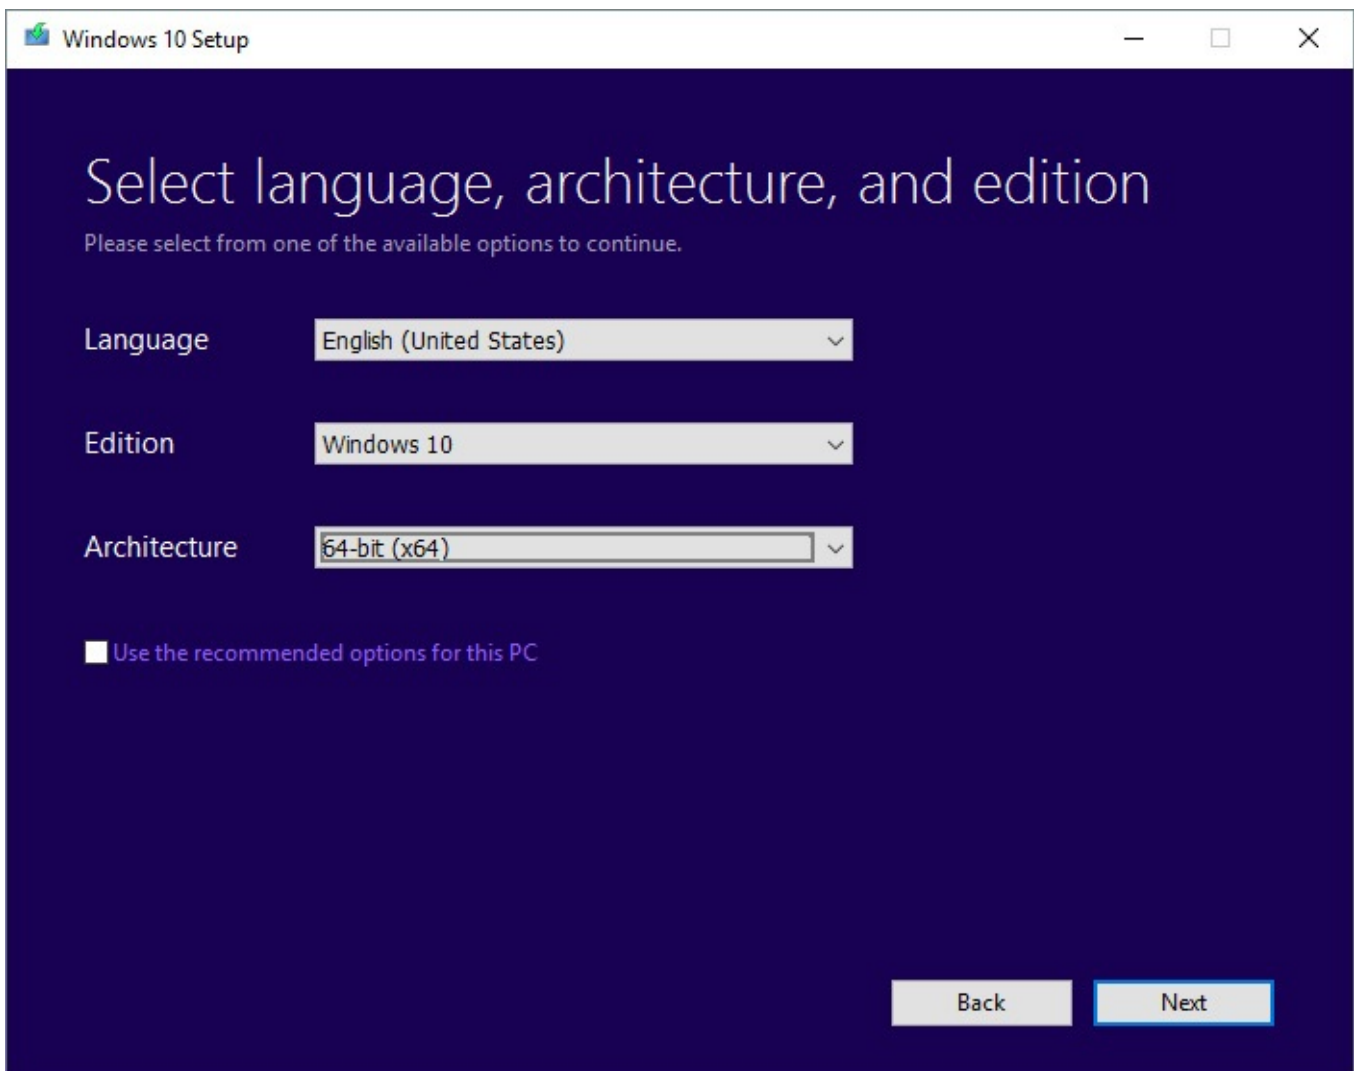 Windows 10 Setup
Select language, architecture, and edition
Please select from one of the available options to continue.
Language English (United States)
Edition Windows 10
Architecture 64-bit (x64)
Use the recommended options for this PC
Back Next